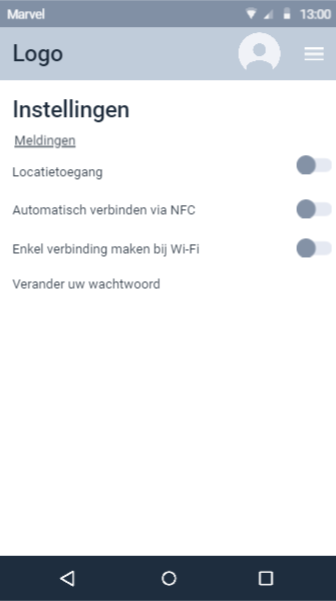 Marvel 13:00
Logo
Instellingen
Meldingen
Locatietoegang
Automatisch verbinden via NFC
Enkel verbinding maken bij Wi-Fi
Verander uw wachtwoord